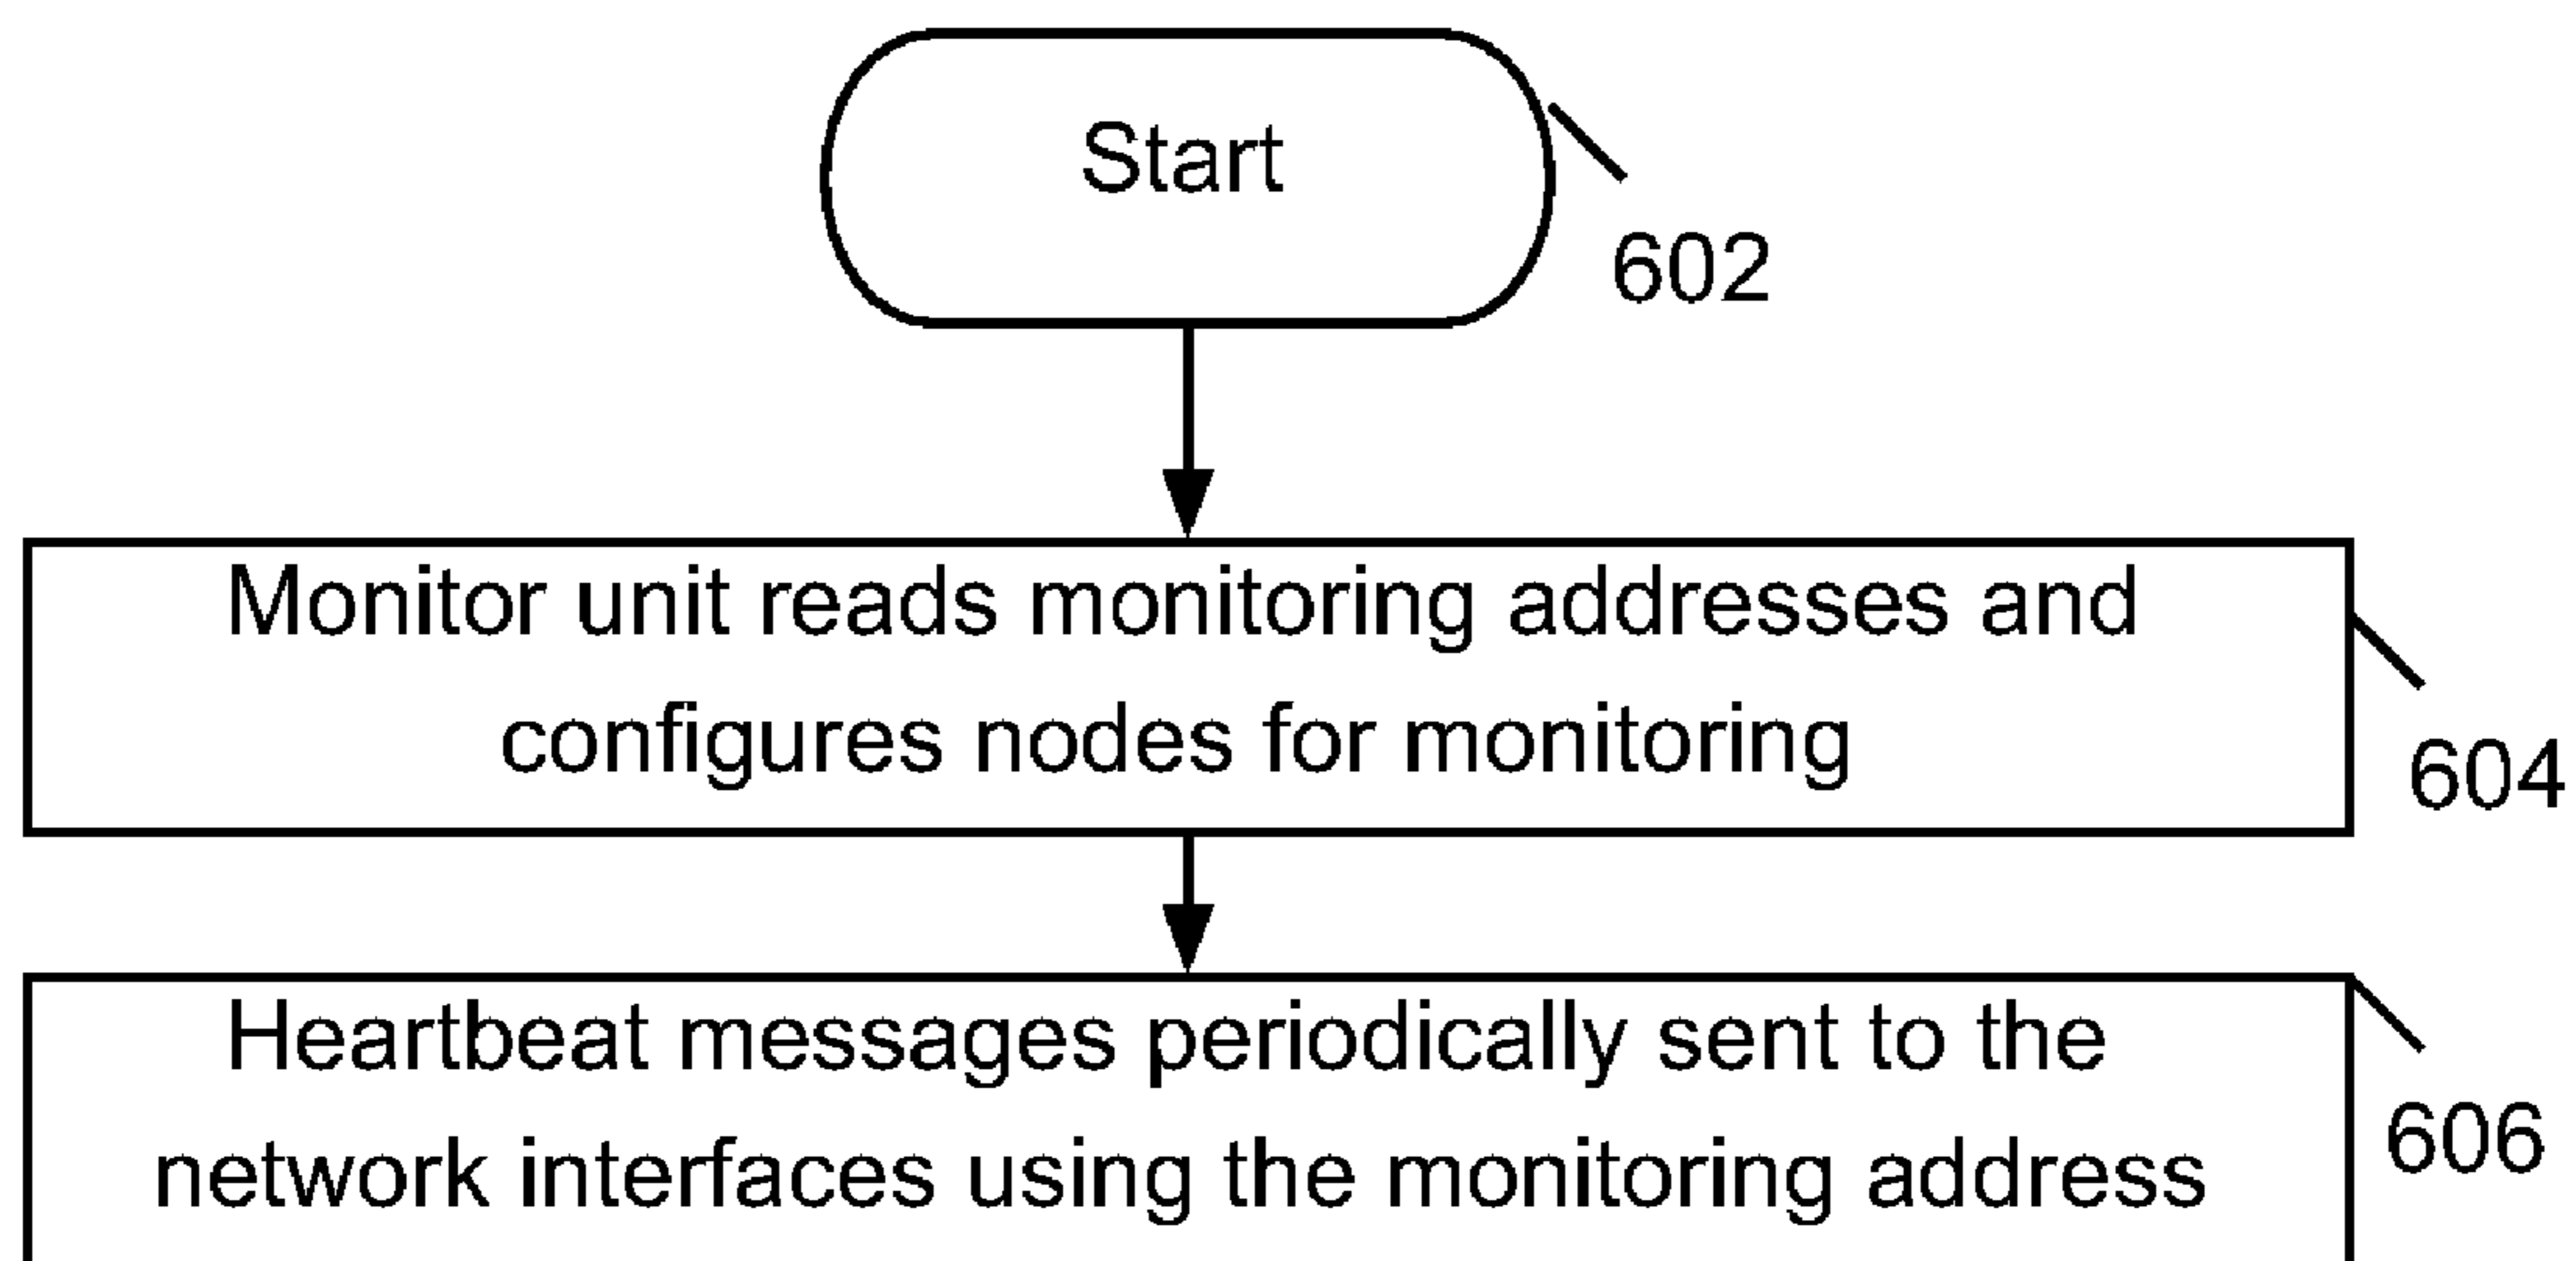 Start
602
Monitor unit reads monitoring addresses and
configures nodes for monitoring
604
Heartbeat messages periodically sent to the
network interfaces using the monitoring address
606